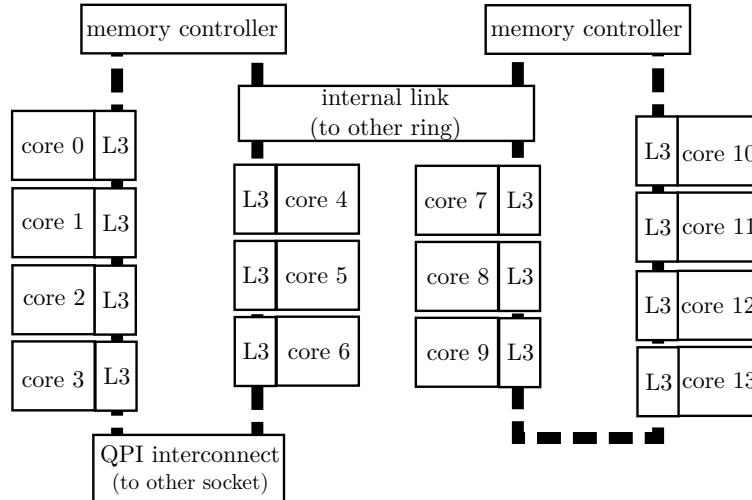 memory controller
memory controller
internal link
(to other ring)
core 0 L3
core 1 L3
core 2 L3
core 3 L3
L3 core 4
L3 core 5
L3 core 6
core 7 L3
core 8 L3
core 9 L3
L3 core 10
L3 core 11
L3 core 12
L3 core 13
QPI interconnect
(to other socket)